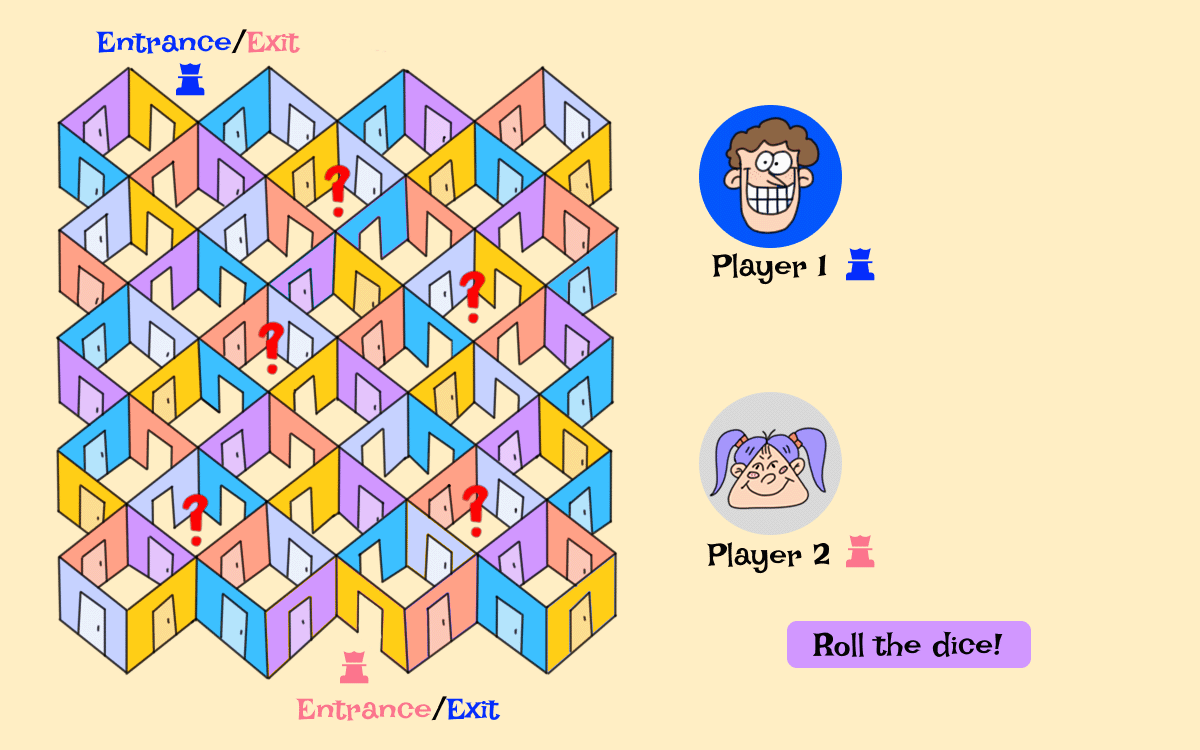 Entrance/Exit
?
?
?
Player 1
?
?
Player 2
Roll the dice!
Entrance/Exit